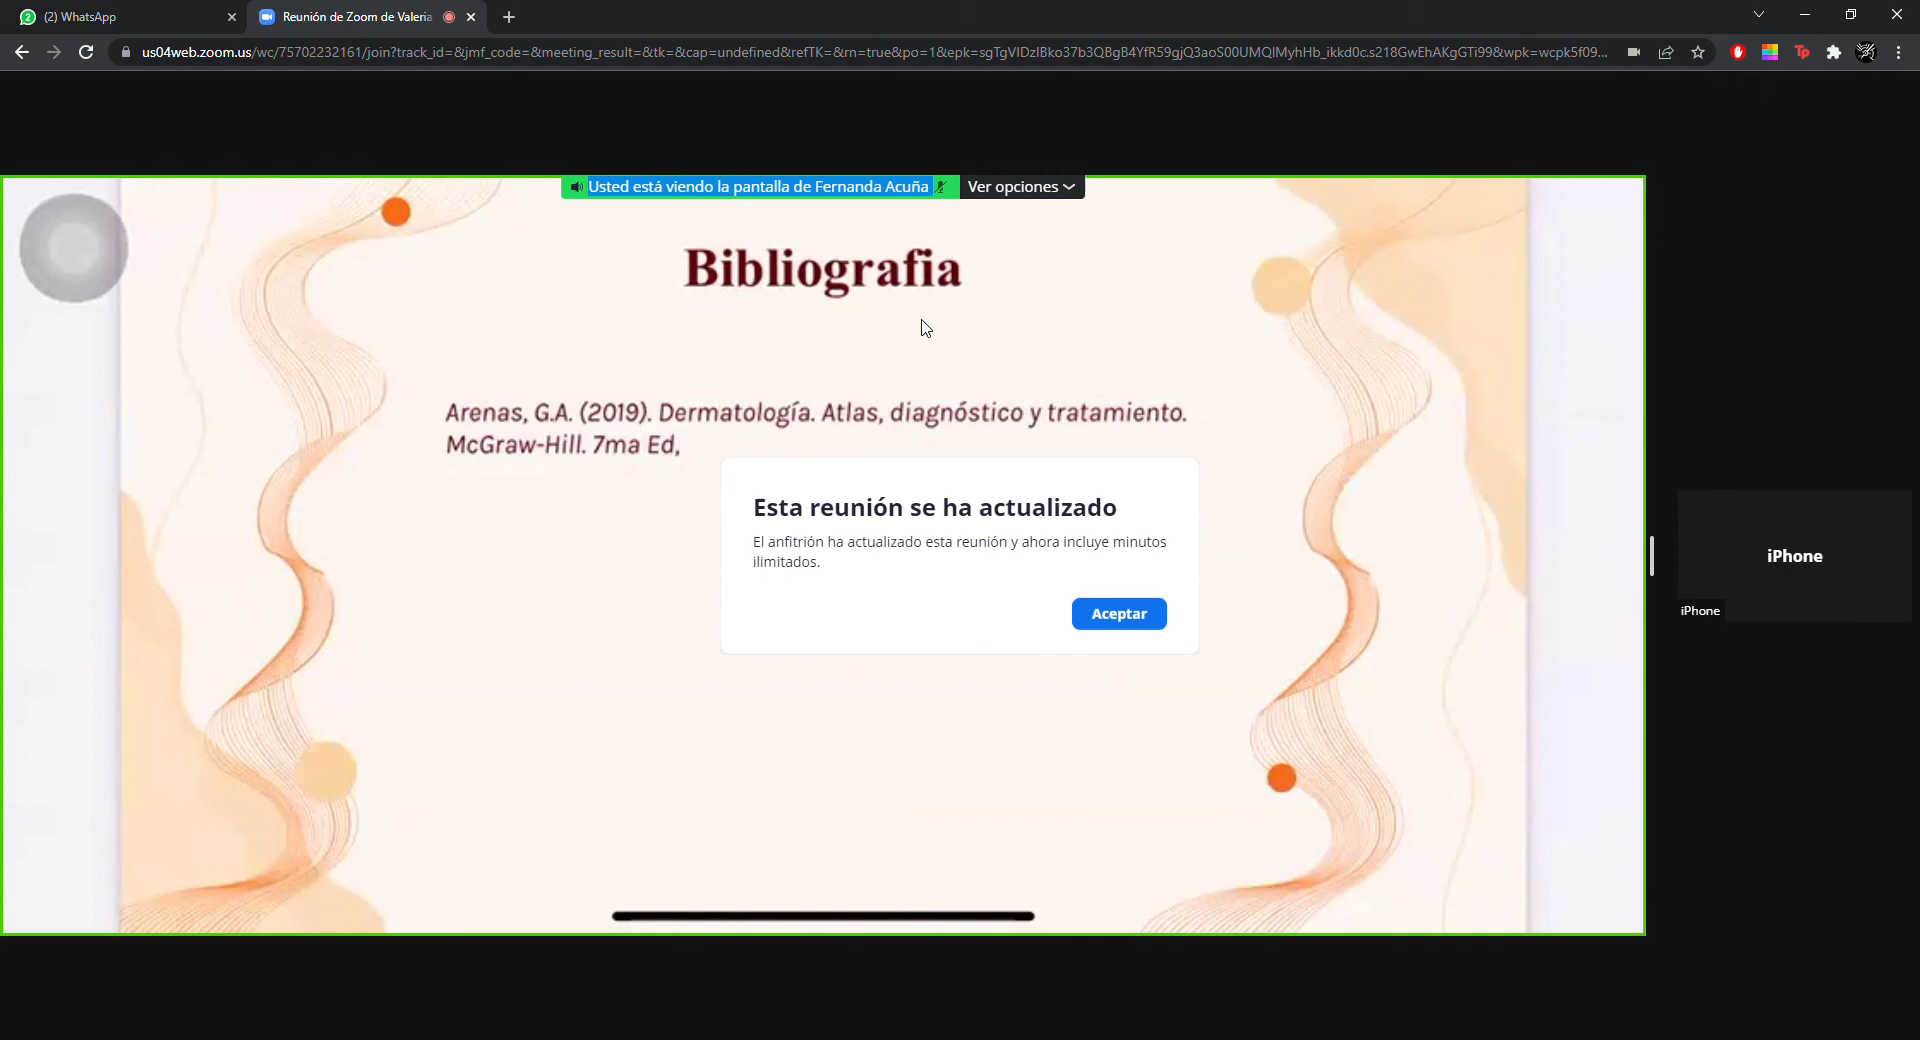 (2) WhatsApp
Reunión de Zoom de Valeria
us04web.zoom.us/wc/75702232161/join?track_id=&jmf_code=&meeting_result=&tk=&cap=undefined&refTK=&rn=true&po=1&epk=sgTgVIDzIBko37b3QBgB4YfR59gjQ3aoS00UMQIMyhHb_ikkd0c.s218GwEhAKgGTi99&wpk=wcpk5f09...
Usted está viendo la pantalla de Fernanda Acuña
Ver opciones
Bibliografia
Arenas, G.A. (2019). Dermatología. Atlas, diagnóstico y tratamiento.
McGraw-Hill. 7ma Ed,
Esta reunión se ha actualizado
El anfitrión ha actualizado esta reunión y ahora incluye minutos
ilimitados.
Aceptar
iPhone
iPhone